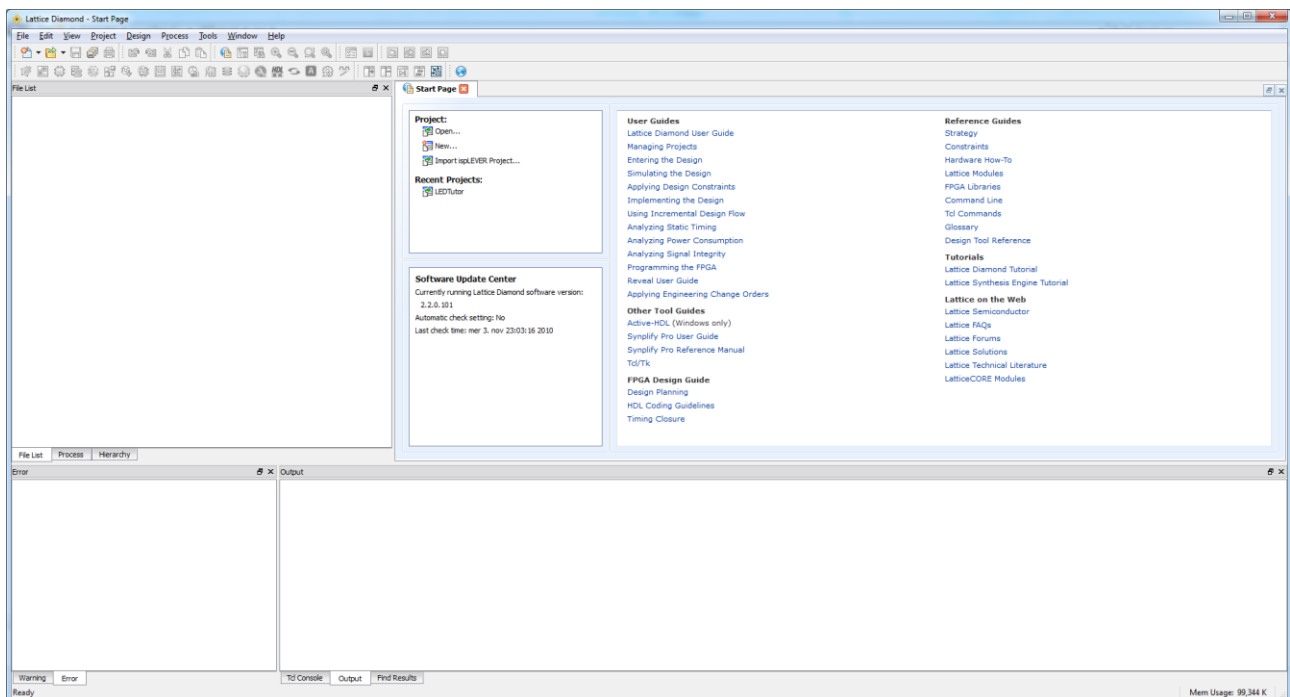 Lattice Diamond - Start Page
File Edit View Project Design Process Tools Window Help
File List
Start Page
Project:
Open...
New...
Import ispLEVER Project...
Recent Projects:
LEDTutor
Software Update Center
Currently running Lattice Diamond software version:
2.2.0.101
Automatic check setting: No
Last check time: mer 3. nov 23:03:16 2010
User Guides
Lattice Diamond User Guide
Managing Projects
Entering the Design
Simulating the Design
Applying Design Constraints
Implementing the Design
Using Incremental Design Flow
Analyzing Static Timing
Analyzing Power Consumption
Analyzing Signal Integrity
Programming the FPGA
Reveal User Guide
Applying Engineering Change Orders
Other Tool Guides
Active-HDL (Windows only)
Synplify Pro User Guide
Synplify Pro Reference Manual
Tcl/Tk
FPGA Design Guide
Design Planning
HDL Coding Guidelines
Timing Closure
Reference Guides
Strategy
Constraints
Hardware How-To
Lattice Modules
FPGA Libraries
Command Line
Tcl Commands
Glossary
Design Tool Reference
Tutorials
Lattice Diamond Tutorial
Lattice Synthesis Engine Tutorial
Lattice on the Web
Lattice Semiconductor
Lattice FAQs
Lattice Forums
Lattice Solutions
Lattice Technical Literature
LatticeCORE Modules
File List Process Hierarchy
Error
Output
Warning Error
Tcl Console Output Find Results
Ready
Mem Usage: 99,344 K